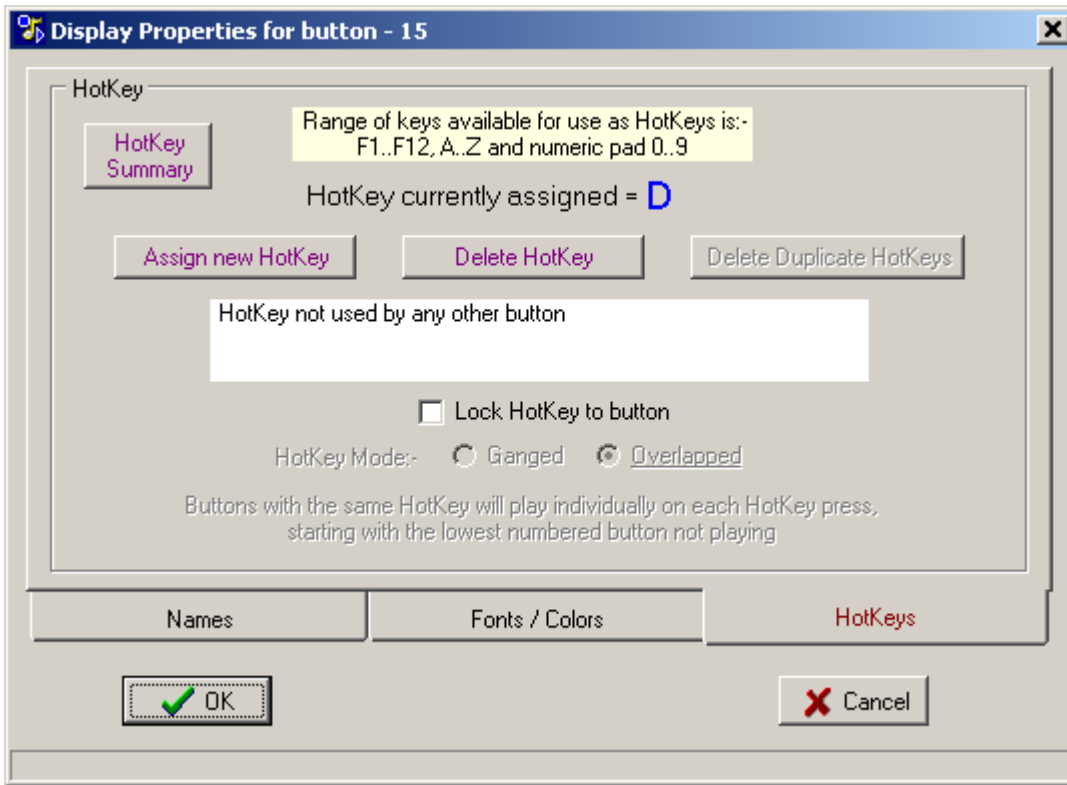 Display Properties for button - 15
HotKey
HotKey
Summary
Range of keys available for use as HotKeys is:-
F1..F12, A..Z and numeric pad 0..9
HotKey currently assigned = D
Assign new HotKey
Delete HotKey
Delete Duplicate HotKeys
HotKey not used by any other button
Lock HotKey to button
HotKey Mode:- Ganged Overlapped
Buttons with the same HotKey will play individually on each HotKey press,
starting with the lowest numbered button not playing
Names
Fonts / Colors
HotKeys
OK
Cancel